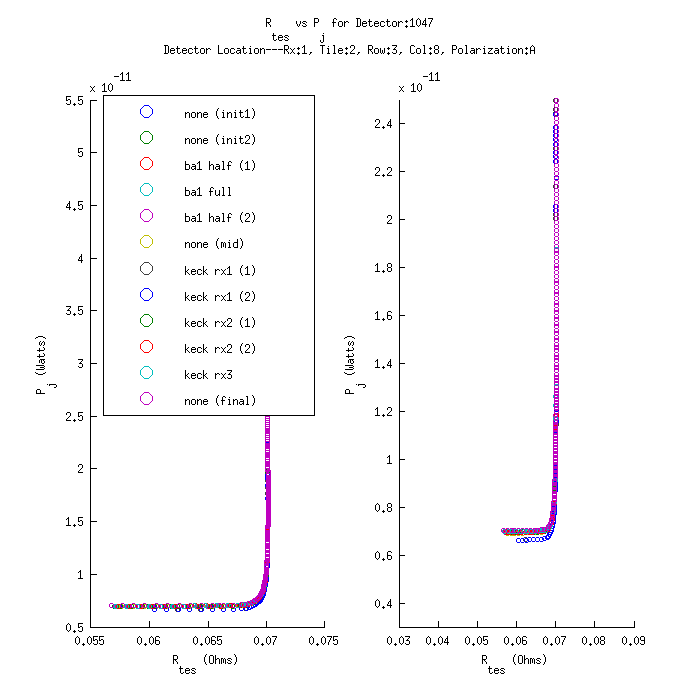 R_tes vs P_j for Detector:1047
Detector Location---Rx:1, Tile:2, Row:3, Col:8, Polarization:A
x 10^-11
5.5
5
4.5
4
3.5
3
2.5
2
1.5
1
0.5
0.055 0.06 0.065 0.07 0.075
P_j (Watts)
R_tes (Ohms)
none (init1)
none (init2)
ba1 half (1)
ba1 full
ba1 half (2)
none (mid)
keck rx1 (1)
keck rx1 (2)
keck rx2 (1)
keck rx2 (2)
keck rx3
none (final)
x 10^-11
2.4
2.2
2
1.8
1.6
1.4
1.2
1
0.8
0.6
0.4
0.03 0.04 0.05 0.06 0.07 0.08 0.09
P_j (Watts)
R_tes (Ohms)